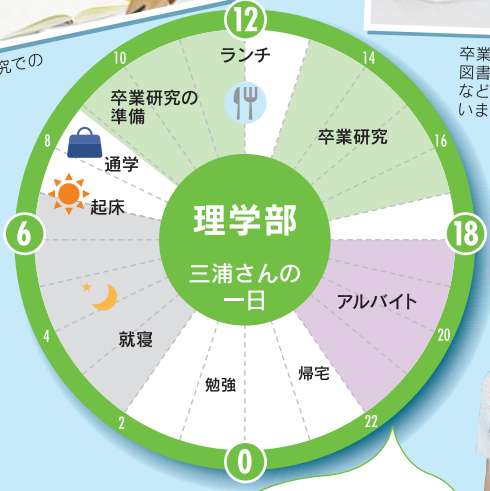 究での
卒業
図書
など
いま
12
ランチ
10
14
卒業研究の
準備
卒業研究
8
16
通学
起床
6
理学部
18
三浦さんの
一日
アルバイト
4
20
就寝
帰宅
勉強
2
22
0